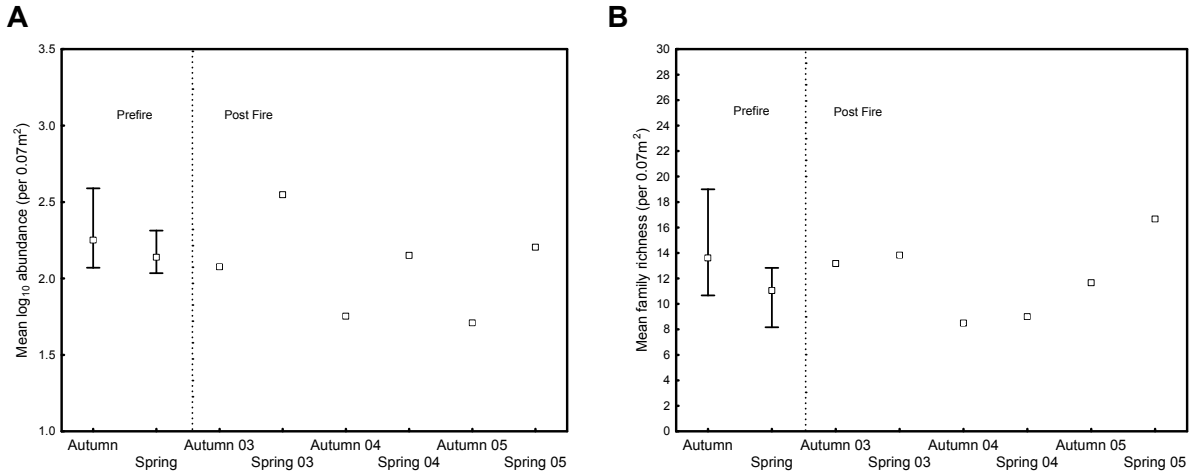 A
Mean log10 abundance (per 0.07m2)
3.5
3.0
2.5
2.0
1.5
1.0
Prefire
Post Fire
Autumn
Spring
Autumn 03
Spring 03
Autumn 04
Spring 04
Autumn 05
Spring 05
B
Mean family richness (per 0.07m2)
30
28
26
24
22
20
18
16
14
12
10
8
6
4
2
0
Prefire
Post Fire
Autumn
Spring
Autumn 03
Spring 03
Autumn 04
Spring 04
Autumn 05
Spring 05